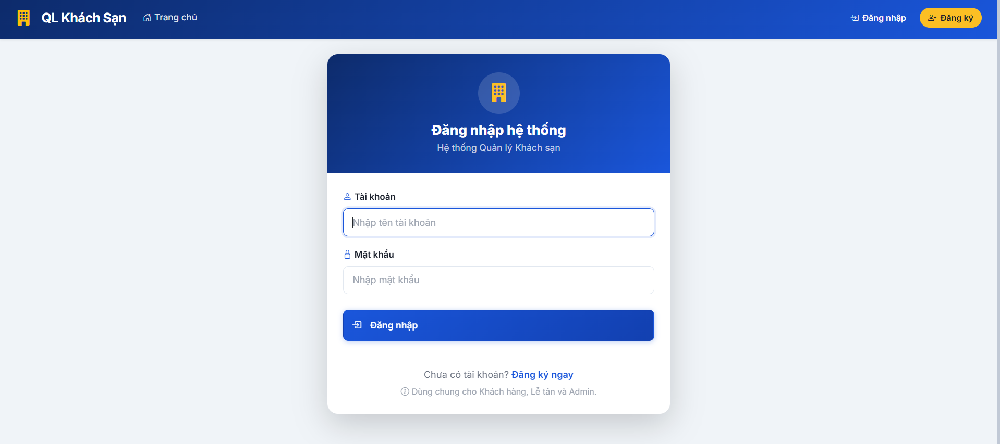 QL Khách Sạn
Trang chủ
Đăng nhập
Đăng ký
Đăng nhập hệ thống
Hệ thống Quản lý Khách sạn
Tài khoản
Nhập tên tài khoản
Mật khẩu
Nhập mật khẩu
Đăng nhập
Chưa có tài khoản? Đăng ký ngay
Dùng chung cho Khách hàng, Lễ tân và Admin.